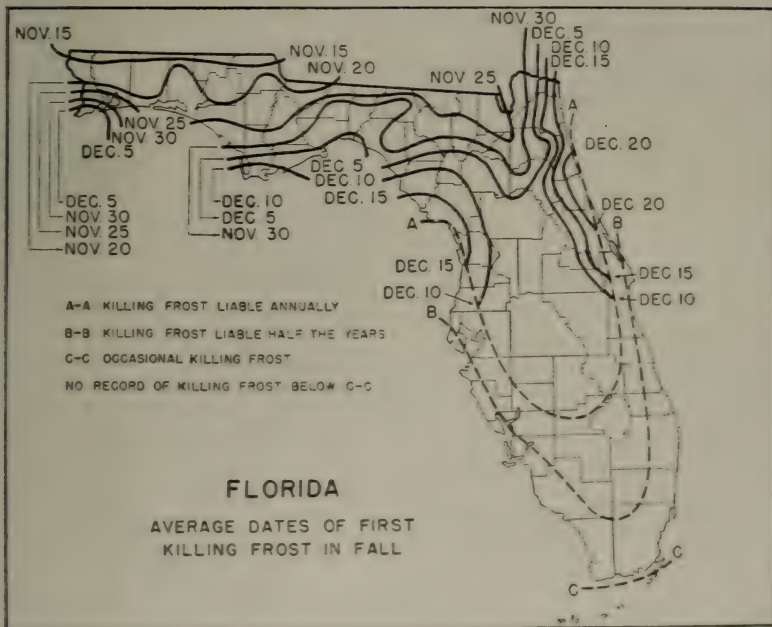 NOV. 15
NOV. 15
NOV. 20
NOV. 30
DEC. 5
DEC. 10
DEC. 15
NOV 25
A
DEC. 20
NOV 25
NOV 30
DEC. 5
DEC. 5
DEC. 10
DEC. 15
DEC. 5
NOV. 30
NOV. 25
NOV. 20
DEC. 10
DEC. 5
NOV. 30
A
DEC. 20
B
DEC. 15
DEC. 10
DEC. 15
DEC. 10
B
A-A KILLING FROST LIABLE ANNUALLY
B-B KILLING FROST LIABLE HALF THE YEARS
C-C OCCASIONAL KILLING FROST
NO RECORD OF KILLING FROST BELOW C-C
FLORIDA
AVERAGE DATES OF FIRST
KILLING FROST IN FALL
C
C